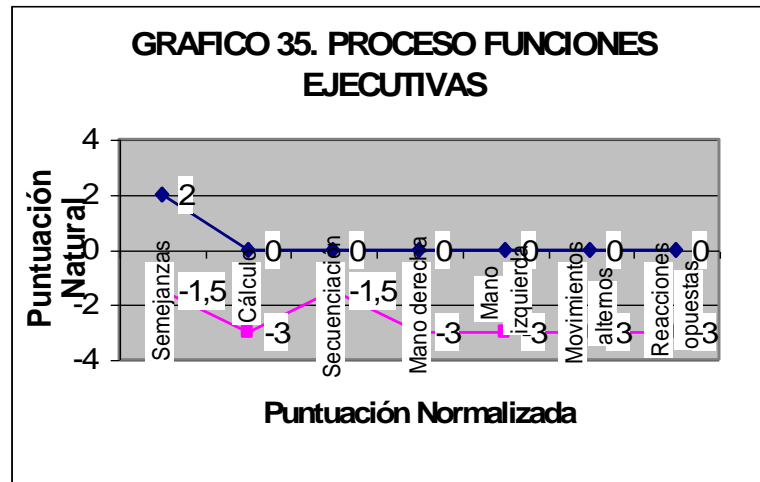 GRAFICO 35. PROCESO FUNCIONES
EJECUTIVAS
Puntuación
Natural
4
2
0
-2
-4
2
0
0
0
0
0
0
-1,5
-3
-1,5
-3
-3
-3
-3
Semejanzas
Cálculo
Secuenciación
Mano derecha
Mano
izquierda
Movimientos
alternos
Reacciones
opuestas
Puntuación Normalizada